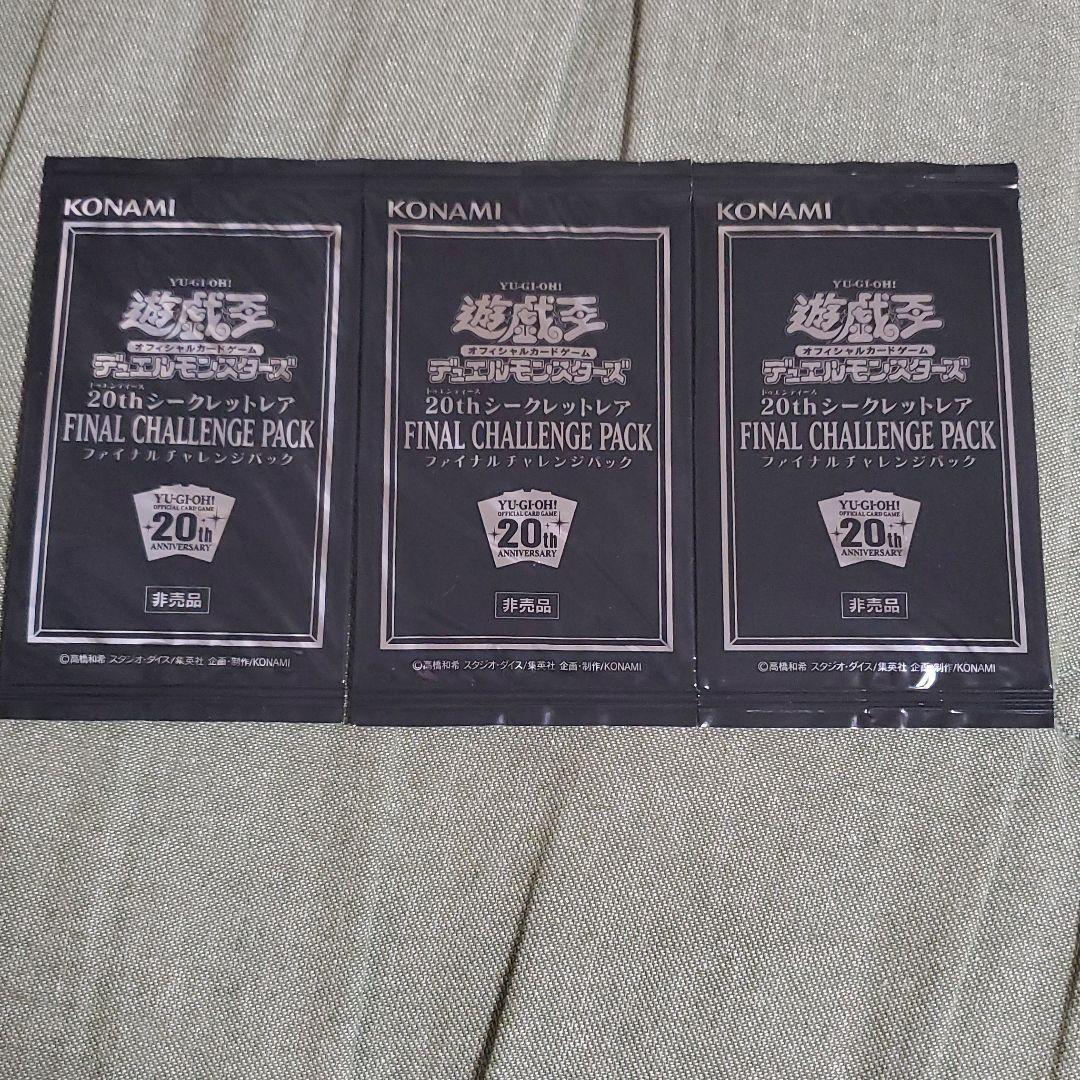 KONAMI
YU-GI-OH!
遊戯王
オフィシャルカードゲーム
デュエルモンスターズ
トゥエンティース
20thシークレットレア
FINAL CHALLENGE PACK
ファイナルチャレンジパック
YU-GI-OH!
OFFICIAL CARD GAME
20th
ANNIVERSARY
非売品
©高橋和希 スタジオ・ダイス/集英社 企画・制作/KONAMI
KONAMI
YU-GI-OH!
遊戯王
オフィシャルカードゲーム
デュエルモンスターズ
トゥエンティース
20thシークレットレア
FINAL CHALLENGE PACK
ファイナルチャレンジパック
YU-GI-OH!
OFFICIAL CARD GAME
20th
ANNIVERSARY
非売品
©高橋和希 スタジオ・ダイス/集英社 企画・制作/KONAMI
KONAMI
YU-GI-OH!
遊戯王
オフィシャルカードゲーム
デュエルモンスターズ
トゥエンティース
20thシークレットレア
FINAL CHALLENGE PACK
ファイナルチャレンジパック
YU-GI-OH!
OFFICIAL CARD GAME
20th
ANNIVERSARY
非売品
©高橋和希 スタジオ・ダイス/集英社 企画・制作/KONAMI